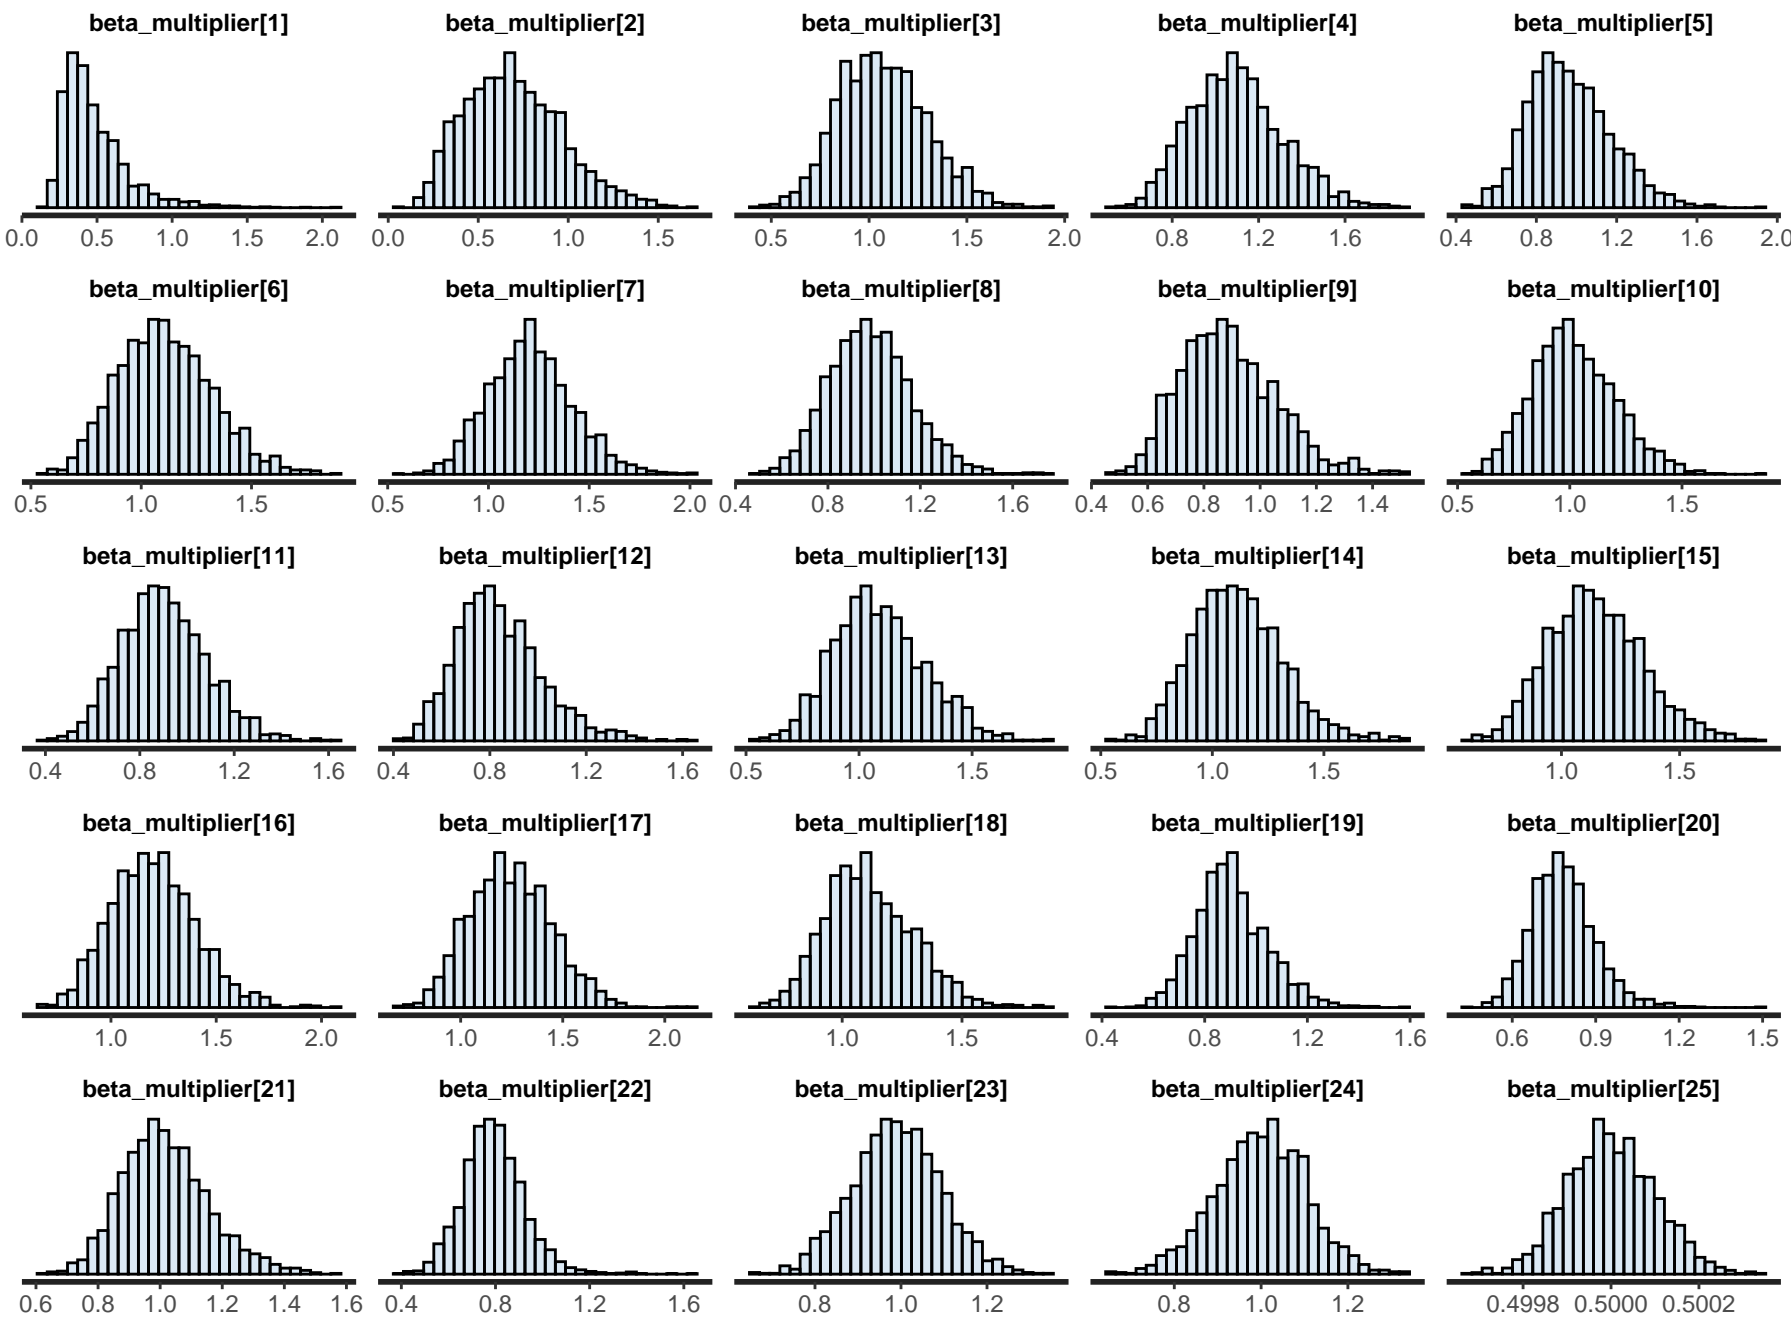 beta_multiplier[1] beta_multiplier[2] beta_multiplier[3] beta_multiplier[4] beta_multiplier[5]
0.0 0.5 1.0 1.5 2.0 0.0 0.5 1.0 1.5 0.5 1.0 1.5 2.0 0.8 1.2 1.6 0.4 0.8 1.2 1.6 2.0
beta_multiplier[6] beta_multiplier[7] beta_multiplier[8] beta_multiplier[9] beta_multiplier[10]
0.5 1.0 1.5 0.5 1.0 1.5 2.0 0.4 0.8 1.2 1.6 0.4 0.6 0.8 1.0 1.2 1.4 0.5 1.0 1.5
beta_multiplier[11] beta_multiplier[12] beta_multiplier[13] beta_multiplier[14] beta_multiplier[15]
0.4 0.8 1.2 1.6 0.4 0.8 1.2 1.6 0.5 1.0 1.5 0.5 1.0 1.5 1.0 1.5
beta_multiplier[16] beta_multiplier[17] beta_multiplier[18] beta_multiplier[19] beta_multiplier[20]
1.0 1.5 2.0 1.0 1.5 2.0 1.0 1.5 0.4 0.8 1.2 1.6 0.6 0.9 1.2 1.5
beta_multiplier[21] beta_multiplier[22] beta_multiplier[23] beta_multiplier[24] beta_multiplier[25]
0.6 0.8 1.0 1.2 1.4 1.6 0.4 0.8 1.2 1.6 0.8 1.0 1.2 0.8 1.0 1.2 0.4998 0.5000 0.5002